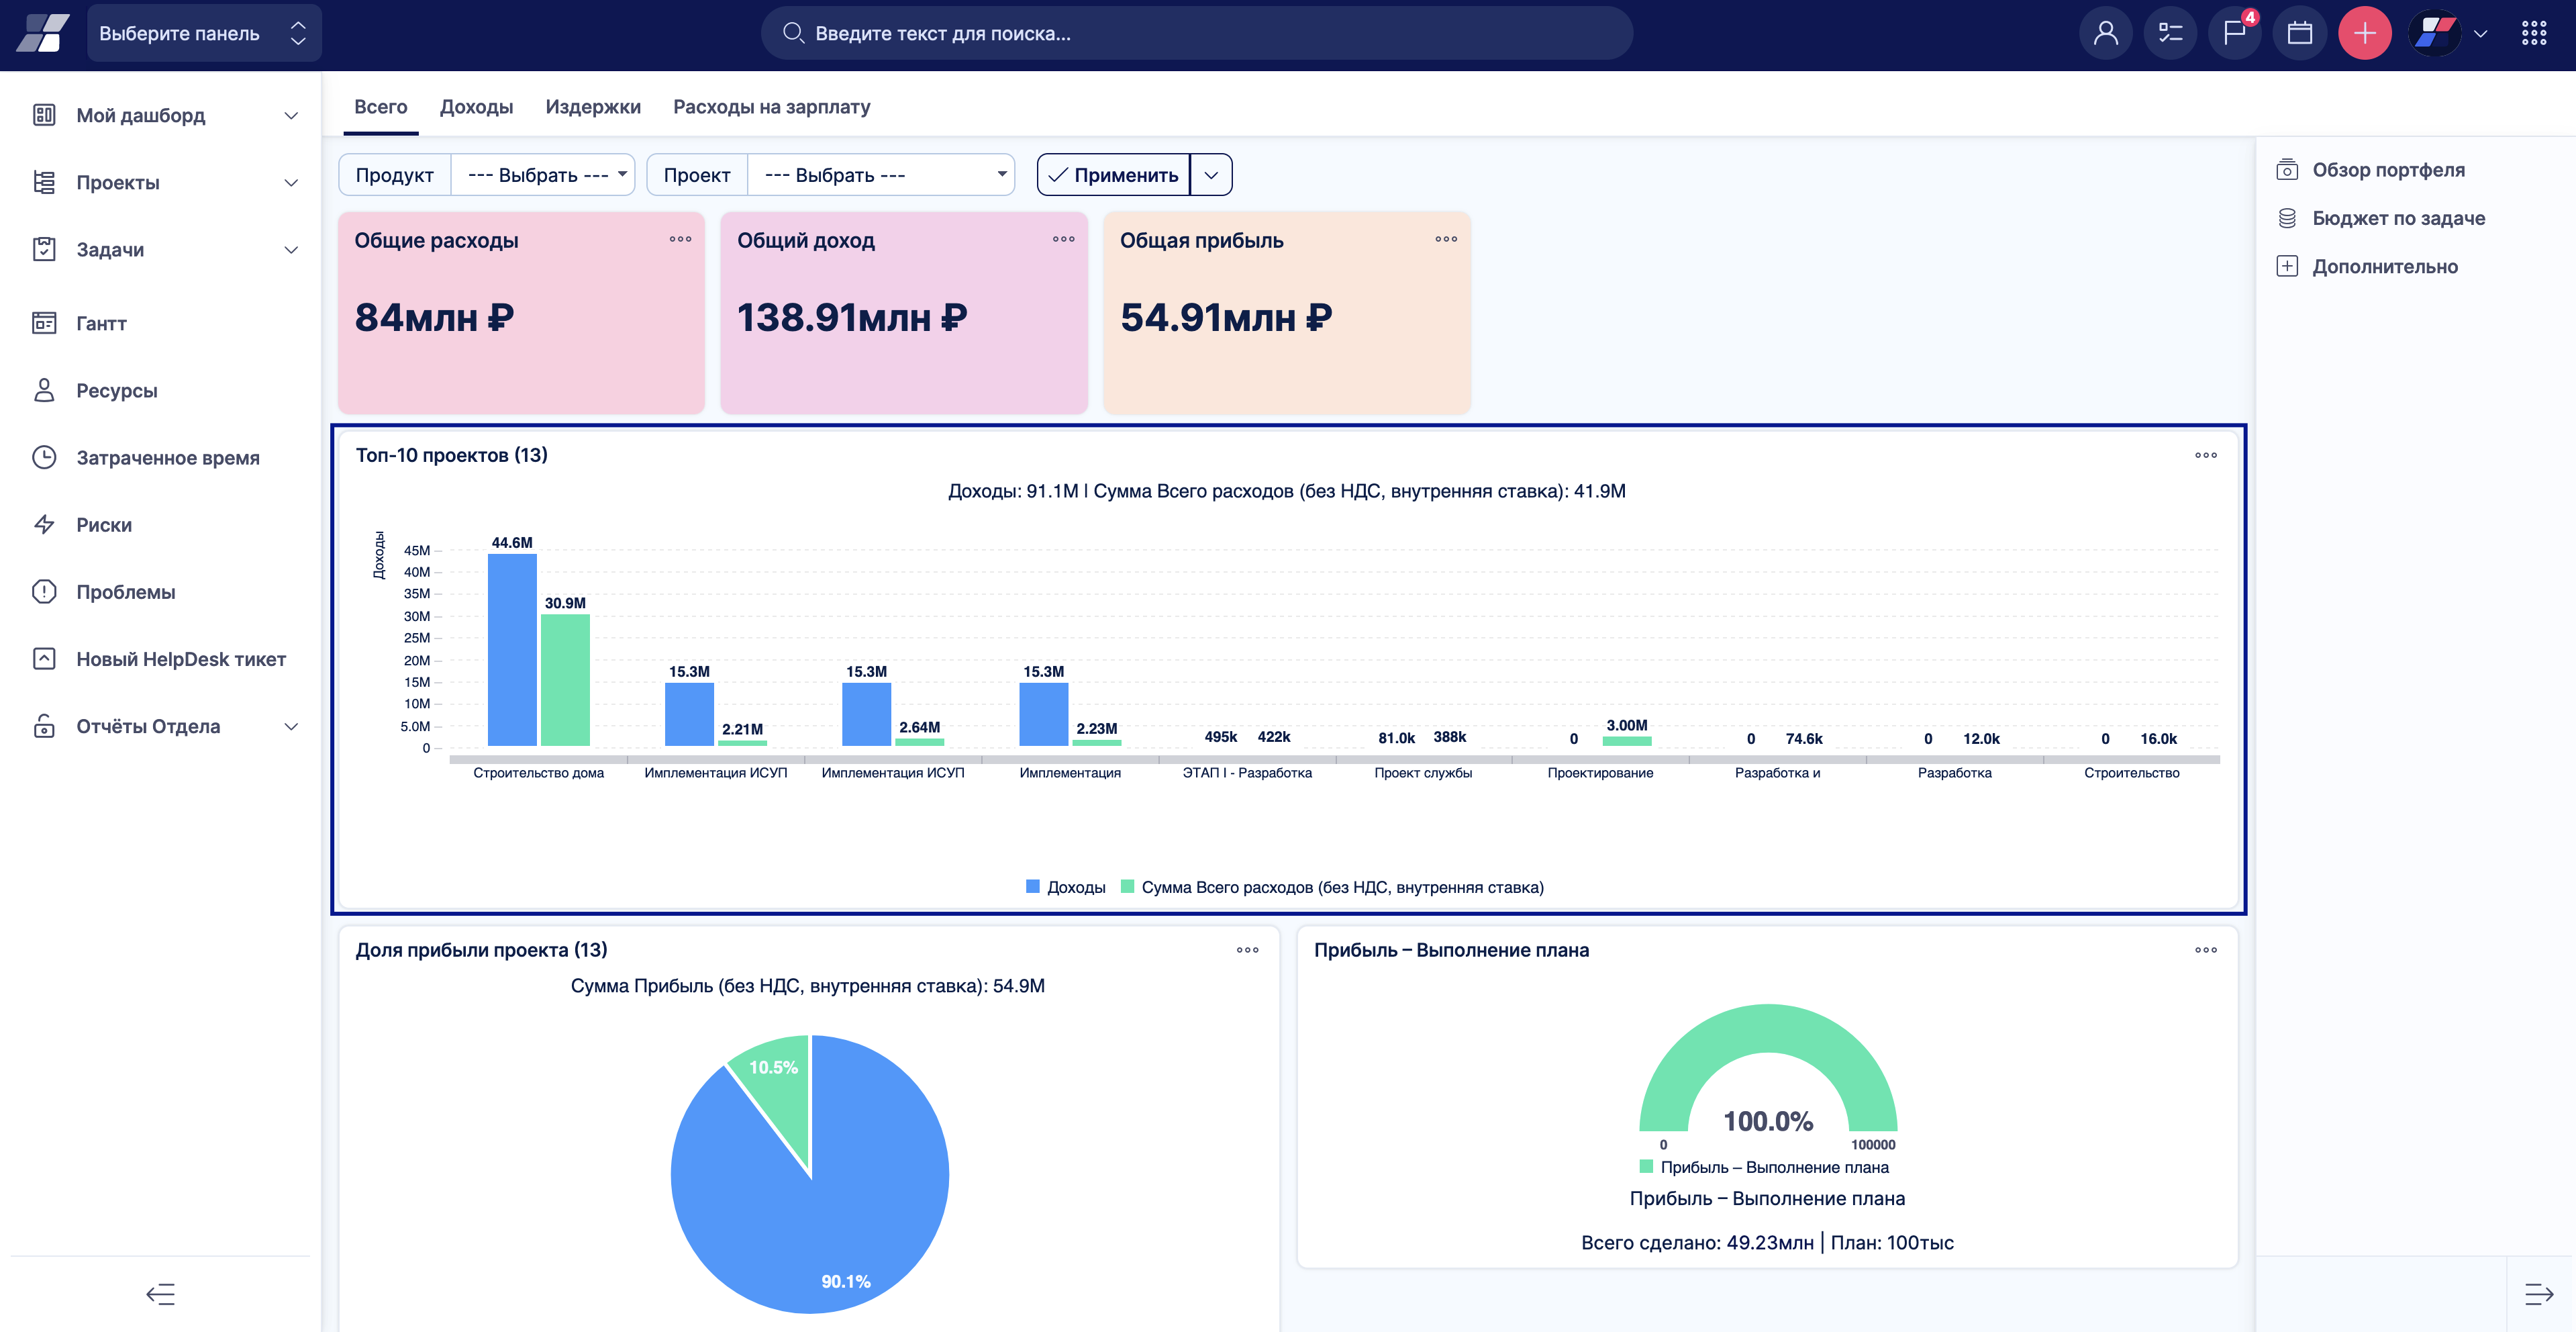 Выберите панель
Введите текст для поиска...
4
Мой дашборд
Проекты
Задачи
Гантт
Ресурсы
Затраченное время
Риски
Проблемы
Новый HelpDesk тикет
Отчёты Отдела
Всего Доходы Издержки Расходы на зарплату
Продукт --- Выбрать --- Проект --- Выбрать --- Применить
Общие расходы
84млн ₽
Общий доход
138.91млн ₽
Общая прибыль
54.91млн ₽
Топ-10 проектов (13)
Доходы: 91.1M | Сумма Всего расходов (без НДС, внутренняя ставка): 41.9M
Доходы
45M
40M
35M
30M
25M
20M
15M
10M
5.0M
0
44.6M 30.9M 15.3M 2.21M 15.3M 2.64M 15.3M 2.23M 495k 422k 81.0k 388k 0 3.00M 0 74.6k 0 12.0k 0 16.0k
Строительство дома Имплементация ИСУП Имплементация ИСУП Имплементация ЭТАП I - Разработка Проект службы Проектирование Разработка и Разработка Строительство
Доходы Сумма Всего расходов (без НДС, внутренняя ставка)
Доля прибыли проекта (13)
Сумма Прибыль (без НДС, внутренняя ставка): 54.9M
10.5%
90.1%
Прибыль – Выполнение плана
100.0%
0 100000
Прибыль – Выполнение плана
Прибыль – Выполнение плана
Всего сделано: 49.23млн | План: 100тыс
Обзор портфеля
Бюджет по задаче
Дополнительно